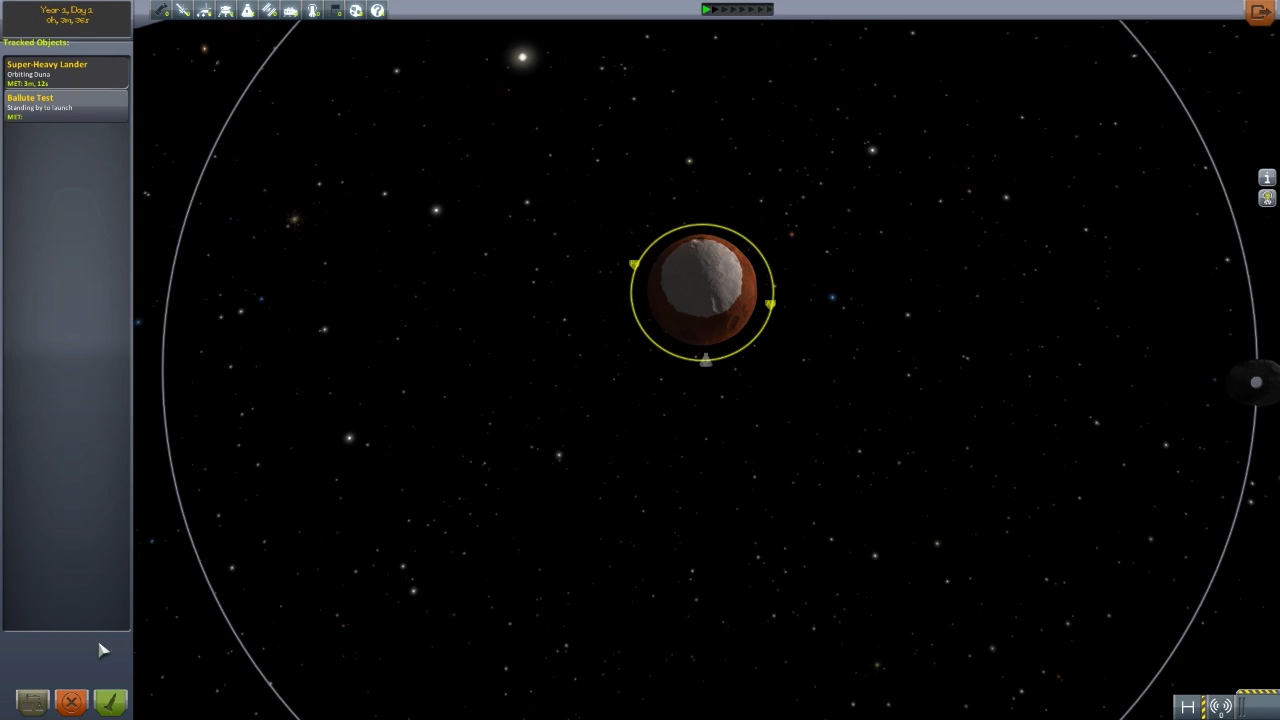 Year 1, Day 1
0h, 3m, 36s
Tracked Objects:
Super-Heavy Lander
Orbiting Duna
MET: 3m, 12s
Ballute Test
Standing by to launch
MET: